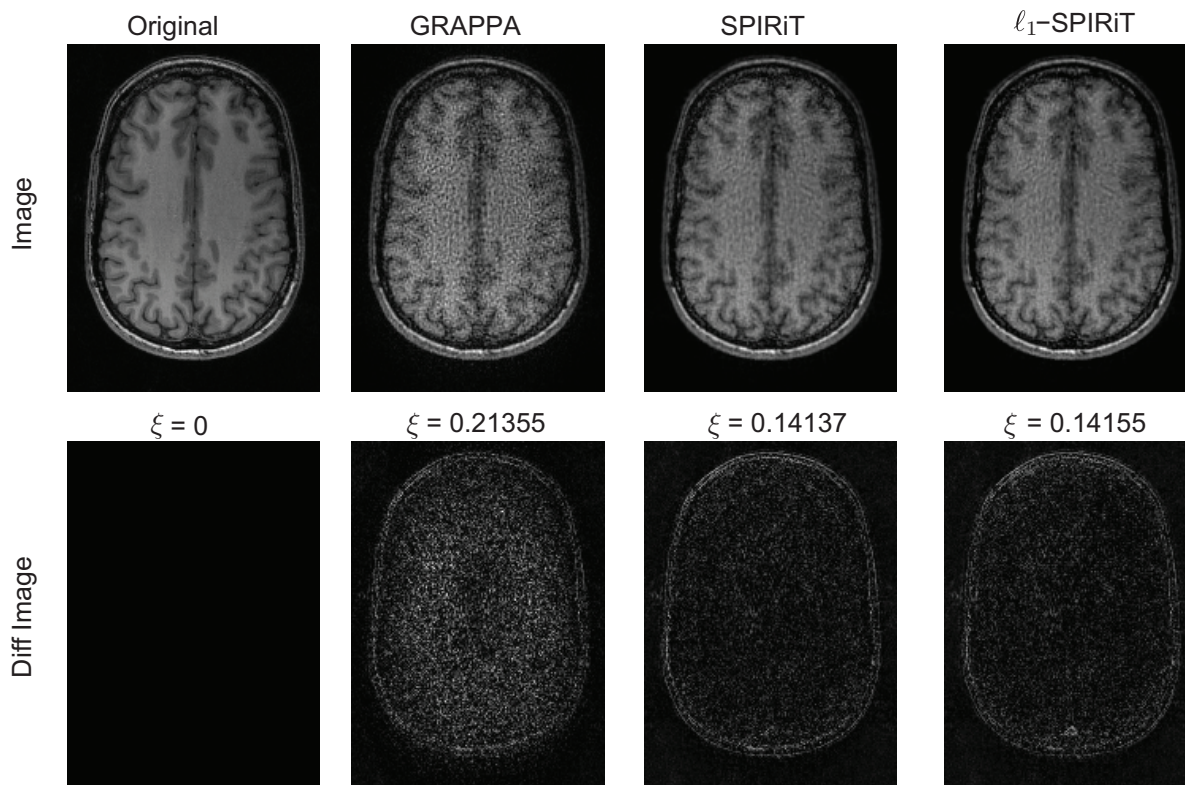 Original GRAPPA SPIRiT ℓ₁−SPIRiT
Image
ξ = 0 ξ = 0.21355 ξ = 0.14137 ξ = 0.14155
Diff Image